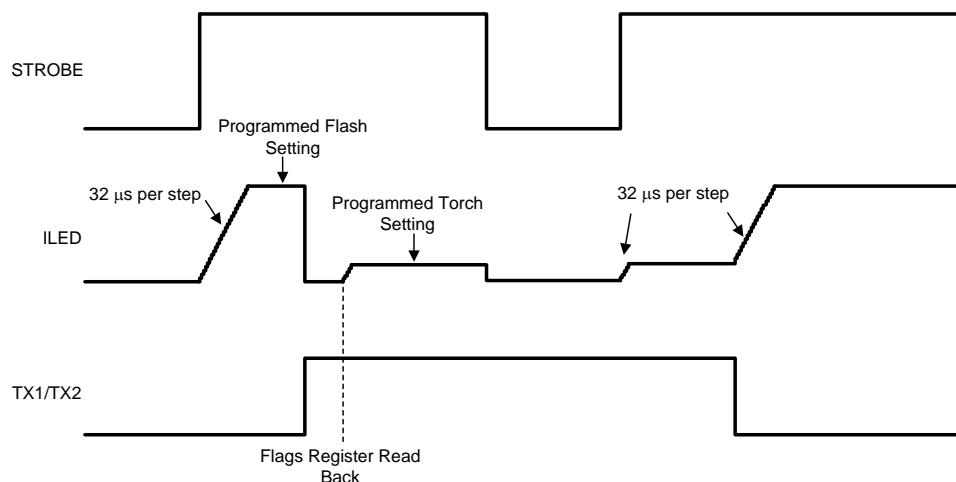 STROBE
Programmed Flash
Setting
32 μs per step
Programmed Torch
Setting
32 μs per step
ILED
TX1/TX2
Flags Register Read
Back